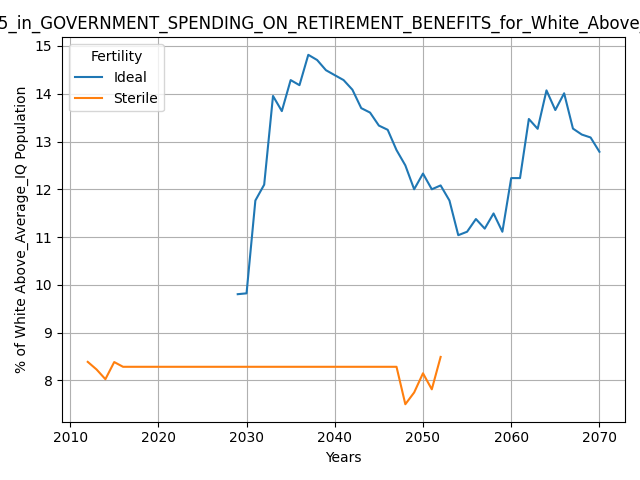 5_in_GOVERNMENT_SPENDING_ON_RETIREMENT_BENEFITS_for_White_Above_
Fertility
Ideal
Sterile
% of White Above_Average_IQ Population
15
14
13
12
11
10
9
8
2010 2020 2030 2040 2050 2060 2070
Years